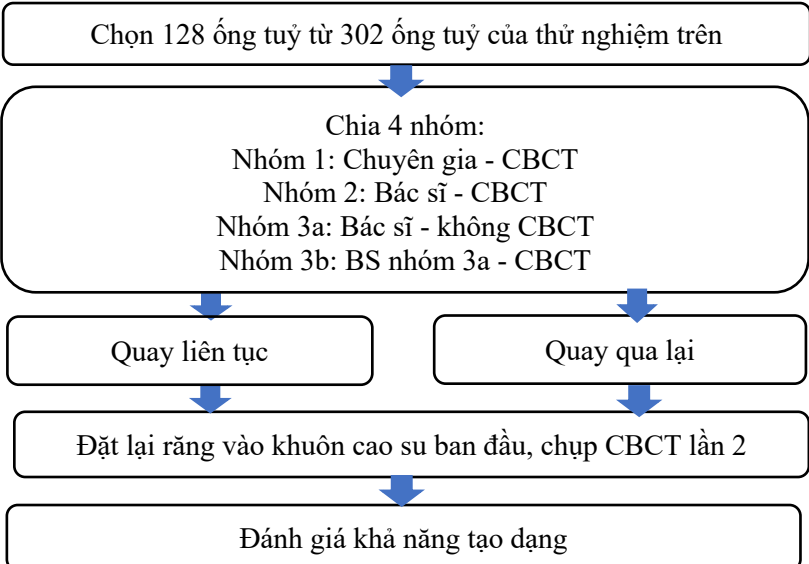 Chọn 128 ống tuỷ từ 302 ống tuỷ của thử nghiệm trên
Chia 4 nhóm:
Nhóm 1: Chuyên gia - CBCT
Nhóm 2: Bác sĩ - CBCT
Nhóm 3a: Bác sĩ - không CBCT
Nhóm 3b: BS nhóm 3a - CBCT
Quay liên tục
Quay qua lại
Đặt lại răng vào khuôn cao su ban đầu, chụp CBCT lần 2
Đánh giá khả năng tạo dạng